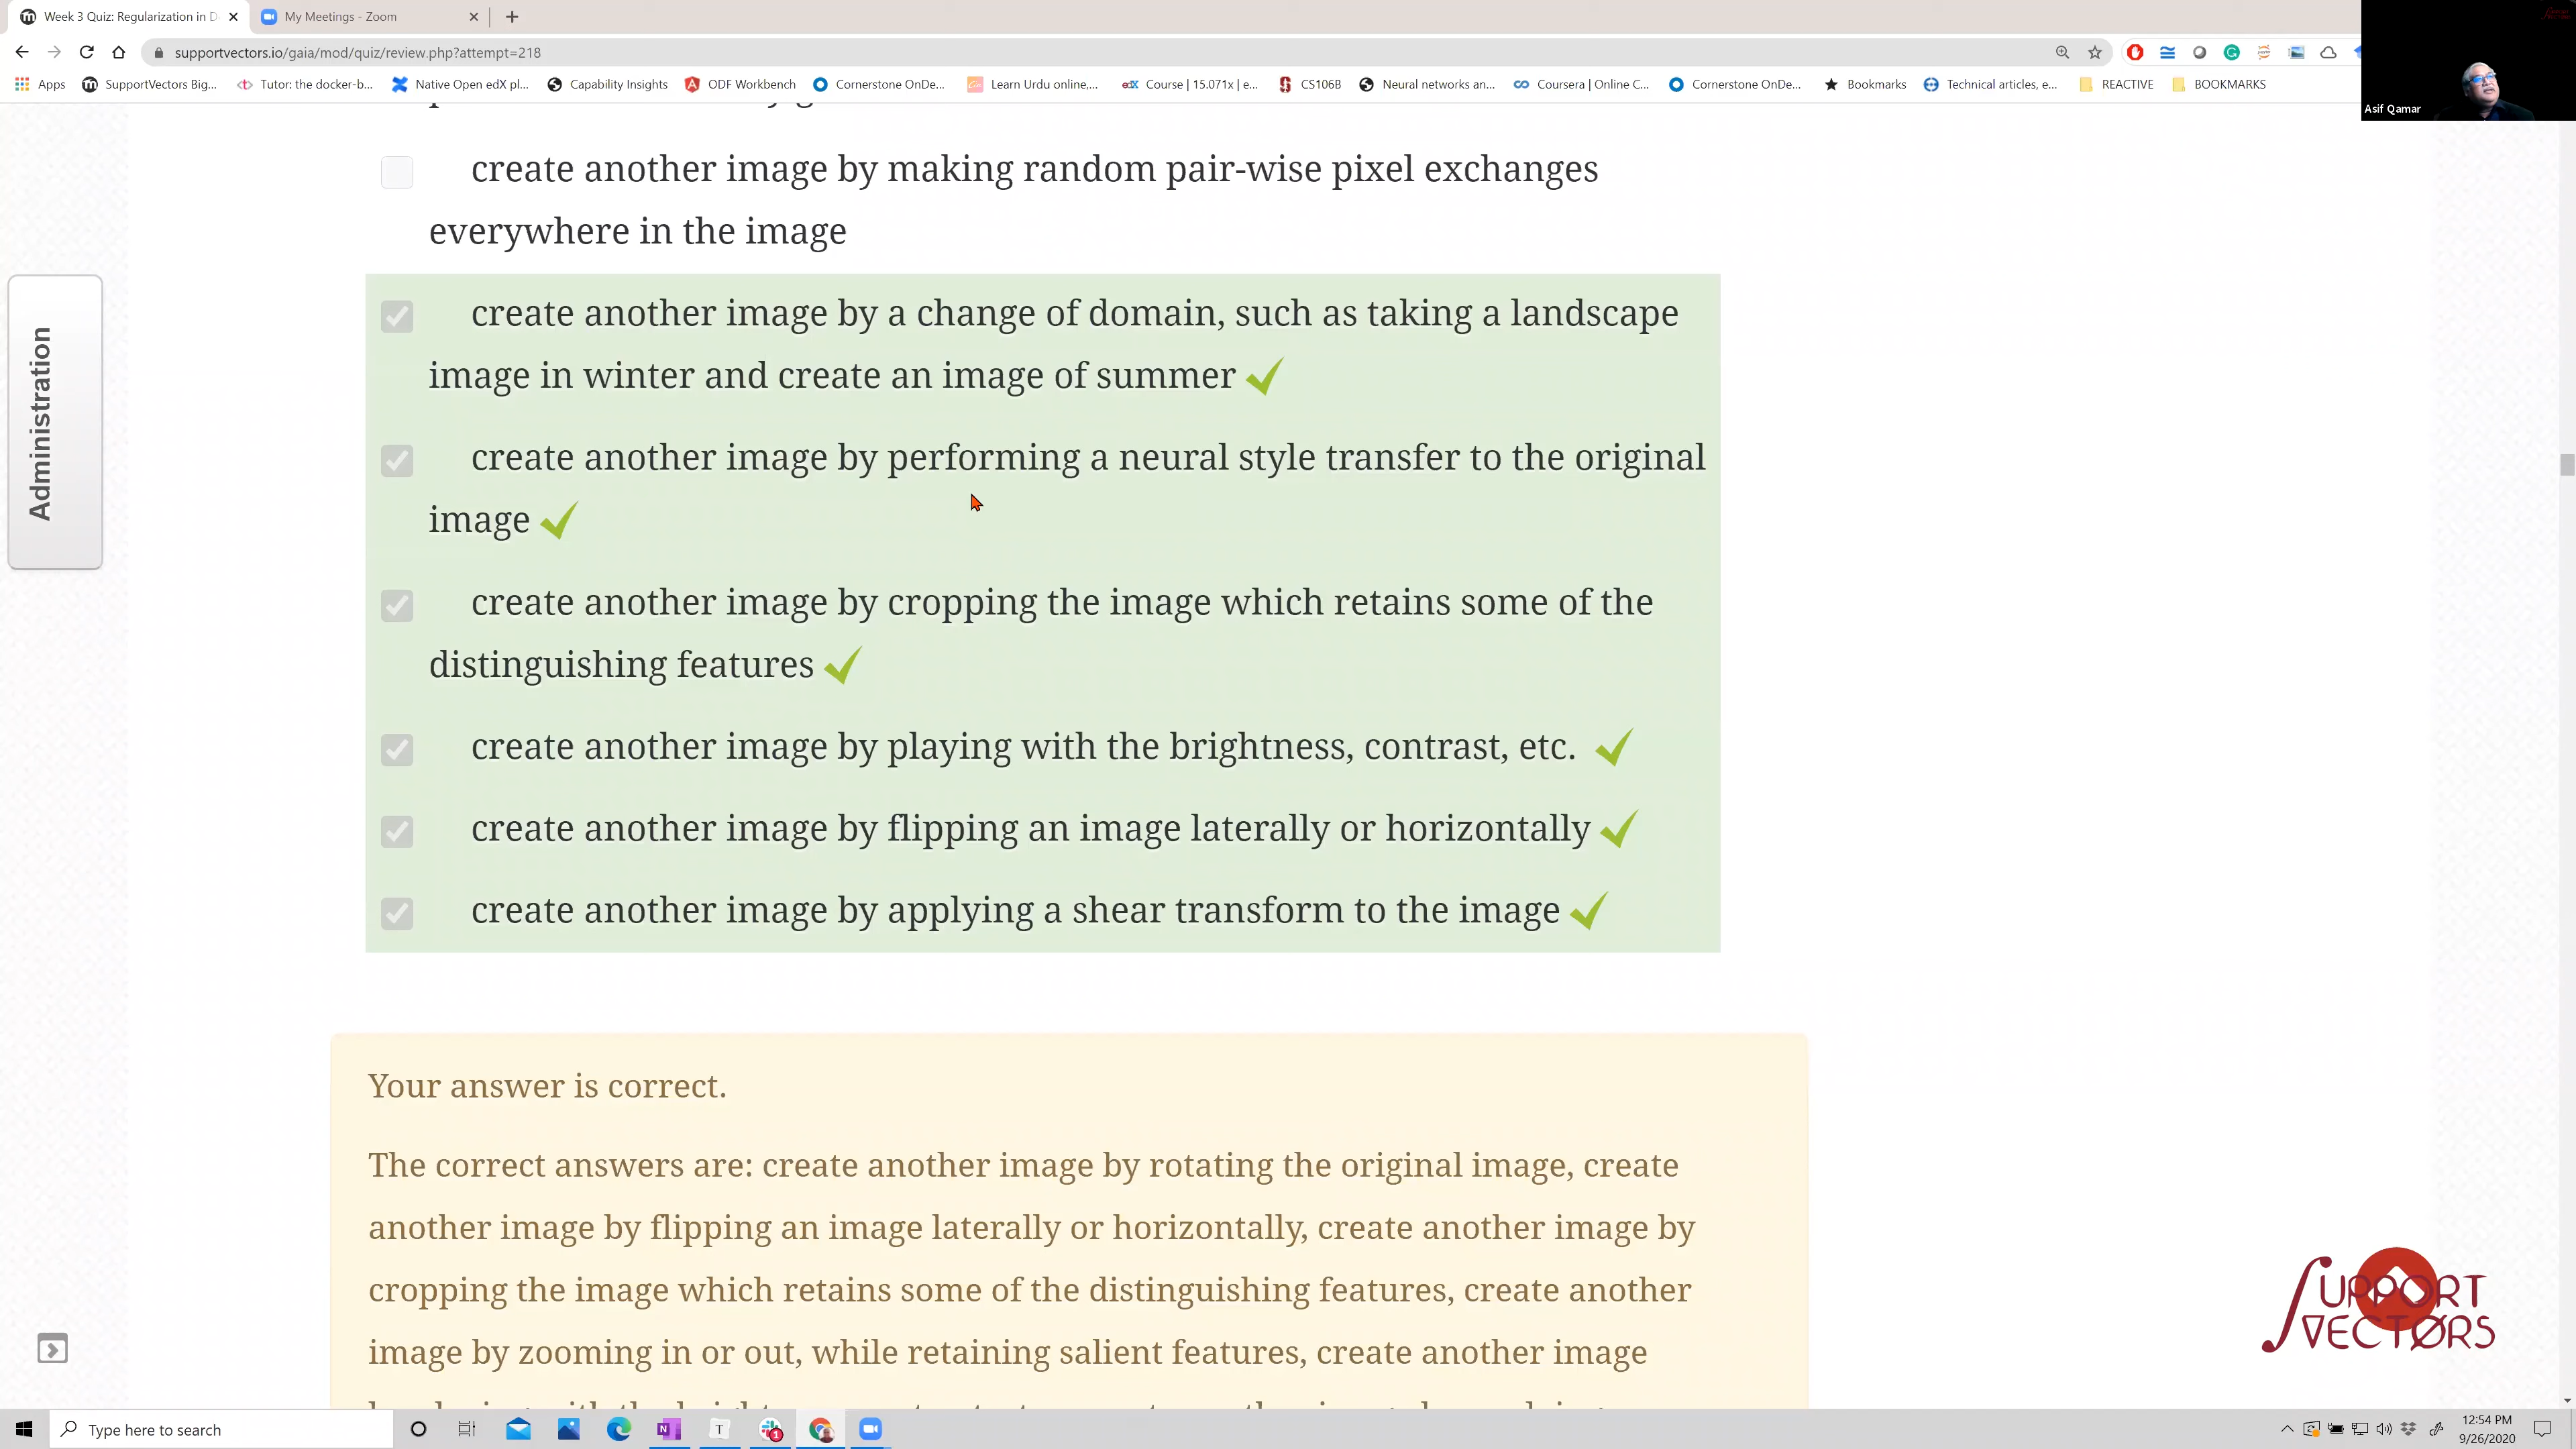 Week 3 Quiz: Regularization in D
My Meetings - Zoom
supportvectors.io/gaia/mod/quiz/review.php?attempt=218
Apps
SupportVectors Big...
Tutor: the docker-b...
Native Open edX pl...
Capability Insights
ODF Workbench
Cornerstone OnDe...
Learn Urdu online,...
Course | 15.071x | e...
CS106B
Neural networks an...
Coursera | Online C...
Cornerstone OnDe...
Bookmarks
Technical articles, e...
REACTIVE
BOOKMARKS
Asif Qamar
Administration
create another image by making random pair-wise pixel exchanges
everywhere in the image
create another image by a change of domain, such as taking a landscape
image in winter and create an image of summer
create another image by performing a neural style transfer to the original
image
create another image by cropping the image which retains some of the
distinguishing features
create another image by playing with the brightness, contrast, etc.
create another image by flipping an image laterally or horizontally
create another image by applying a shear transform to the image
Your answer is correct.
The correct answers are: create another image by rotating the original image, create
another image by flipping an image laterally or horizontally, create another image by
cropping the image which retains some of the distinguishing features, create another
image by zooming in or out, while retaining salient features, create another image
SUPPORT
VECTORS
Type here to search
12:54 PM
9/26/2020